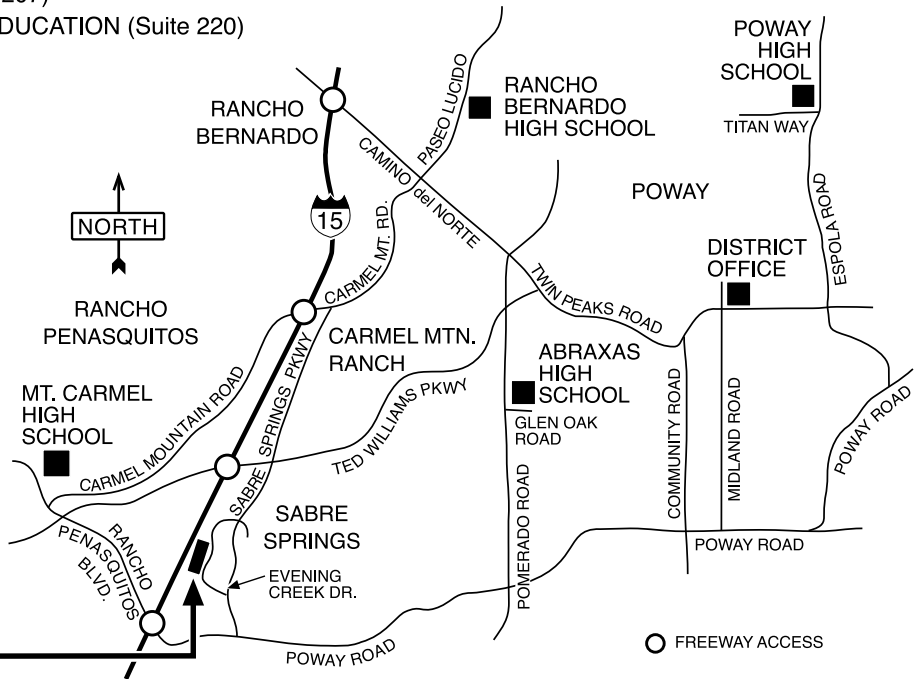 DUCATION (Suite 220)
POWAY
HIGH
SCHOOL
TITAN WAY
RANCHO
BERNARDO
PASEO LUCIDO
RANCHO
BERNARDO
HIGH SCHOOL
CAMINO del NORTE
POWAY
ESPOLA ROAD
NORTH
15
CARMEL MT. RD.
DISTRICT
OFFICE
RANCHO
PENASQUITOS
TWIN PEAKS ROAD
CARMEL MTN.
RANCH
SABRE SPRINGS PKWY
ABRAXAS
HIGH
SCHOOL
GLEN OAK
ROAD
MT. CARMEL
HIGH
SCHOOL
CARMEL MOUNTAIN ROAD
TED WILLIAMS PKWY
COMMUNITY ROAD
MIDLAND ROAD
POWAY ROAD
POMERADO ROAD
SABRE
SPRINGS
RANCHO
PENASQUITOS
BLVD.
EVENING
CREEK DR.
POWAY ROAD
POWAY ROAD
FREEWAY ACCESS